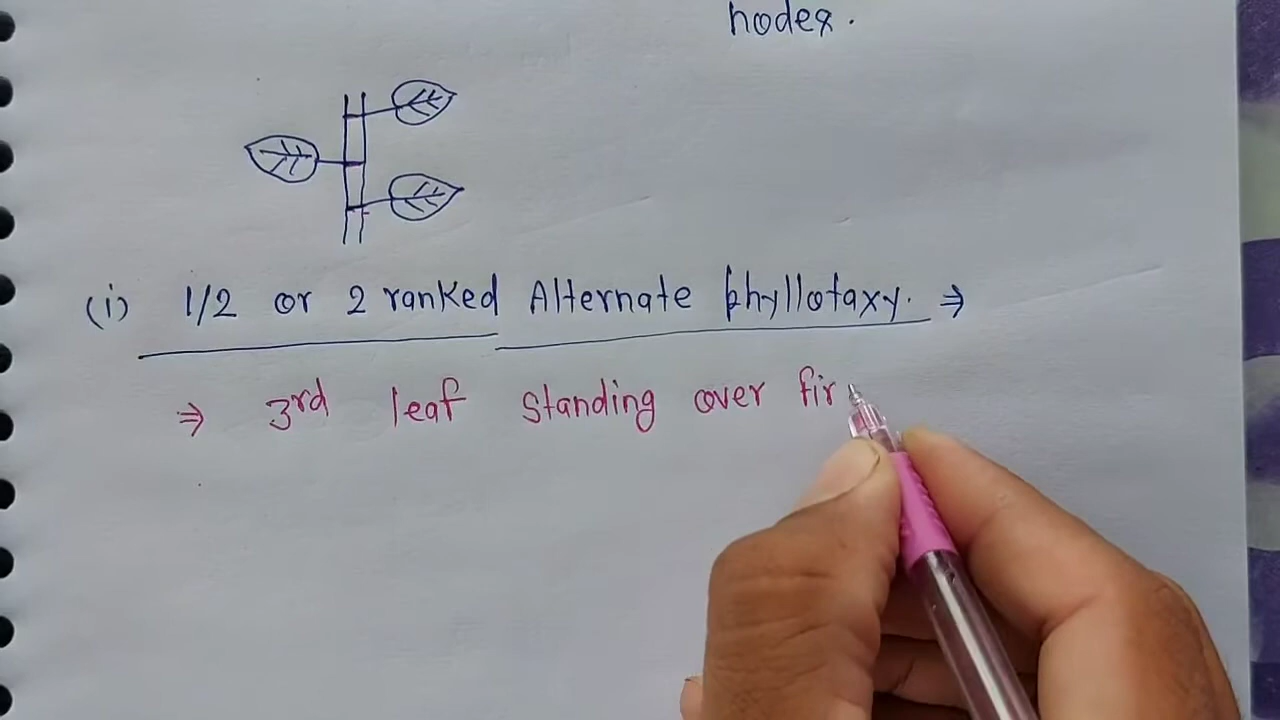 nodes.
(i) 1/2 or 2 ranked Alternate phyllotaxy. ⇒
⇒ 3rd leaf standing over fir